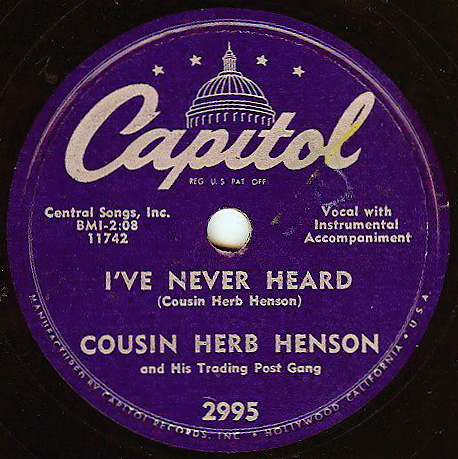 Capitol
REG U.S PAT OFF
Central Songs, Inc.
BMI-2:08
11742
Vocal with
Instrumental
Accompaniment
I'VE NEVER HEARD
(Cousin Herb Henson)
COUSIN HERB HENSON
and His Trading Post Gang
2995
MANUFACTURED BY CAPITOL RECORDS, INC • HOLLYWOOD, CALIFORNIA • U.S.A.